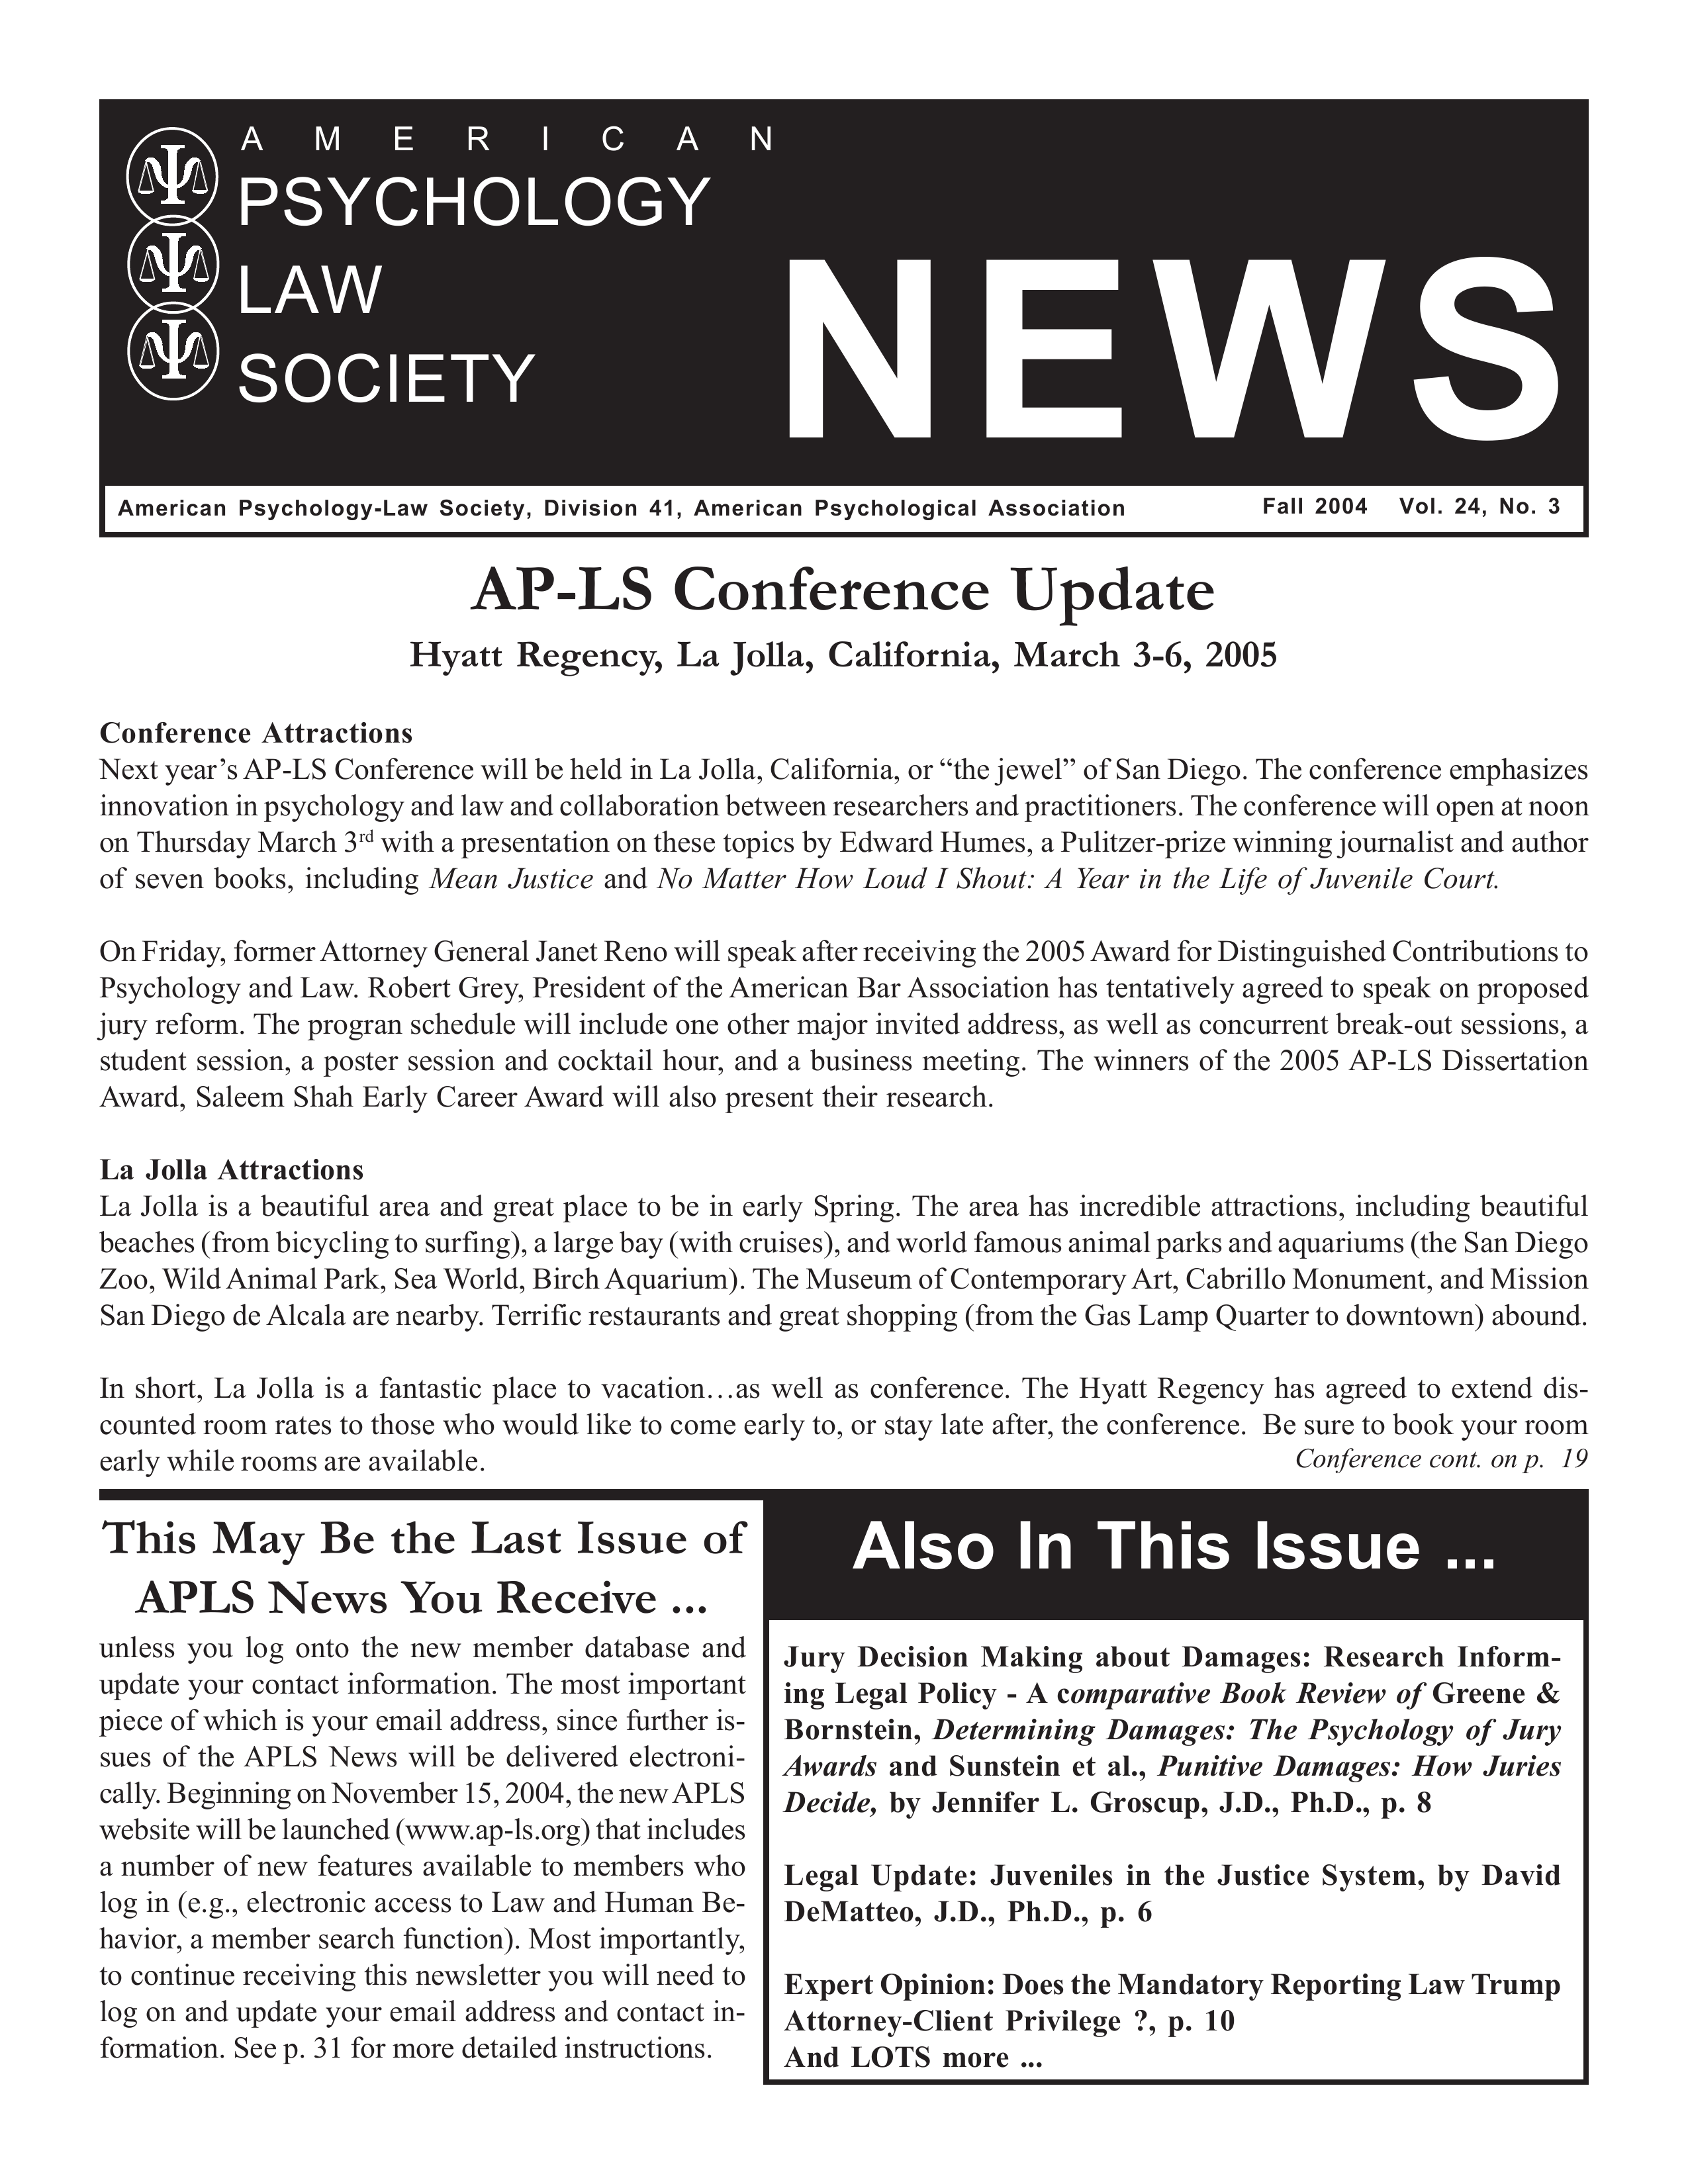 A M E R I C A N
PSYCHOLOGY
LAW
SOCIETY
NEWS
American Psychology-Law Society, Division 41, American Psychological Association
Fall 2004 Vol. 24, No. 3
AP-LS Conference Update
Hyatt Regency, La Jolla, California, March 3-6, 2005
Conference Attractions
Next year’s AP-LS Conference will be held in La Jolla, California, or “the jewel” of San Diego. The conference emphasizes
innovation in psychology and law and collaboration between researchers and practitioners. The conference will open at noon
on Thursday March 3rd with a presentation on these topics by Edward Humes, a Pulitzer-prize winning journalist and author
of seven books, including Mean Justice and No Matter How Loud I Shout: A Year in the Life of Juvenile Court.
On Friday, former Attorney General Janet Reno will speak after receiving the 2005 Award for Distinguished Contributions to
Psychology and Law. Robert Grey, President of the American Bar Association has tentatively agreed to speak on proposed
jury reform. The progran schedule will include one other major invited address, as well as concurrent break-out sessions, a
student session, a poster session and cocktail hour, and a business meeting. The winners of the 2005 AP-LS Dissertation
Award, Saleem Shah Early Career Award will also present their research.
La Jolla Attractions
La Jolla is a beautiful area and great place to be in early Spring. The area has incredible attractions, including beautiful
beaches (from bicycling to surfing), a large bay (with cruises), and world famous animal parks and aquariums (the San Diego
Zoo, Wild Animal Park, Sea World, Birch Aquarium). The Museum of Contemporary Art, Cabrillo Monument, and Mission
San Diego de Alcala are nearby. Terrific restaurants and great shopping (from the Gas Lamp Quarter to downtown) abound.
In short, La Jolla is a fantastic place to vacation…as well as conference. The Hyatt Regency has agreed to extend dis-
counted room rates to those who would like to come early to, or stay late after, the conference. Be sure to book your room
early while rooms are available.
Conference cont. on p. 19
This May Be the Last Issue of
APLS News You Receive ...
unless you log onto the new member database and
update your contact information. The most important
piece of which is your email address, since further is-
sues of the APLS News will be delivered electroni-
cally. Beginning on November 15, 2004, the new APLS
website will be launched (www.ap-ls.org) that includes
a number of new features available to members who
log in (e.g., electronic access to Law and Human Be-
havior, a member search function). Most importantly,
to continue receiving this newsletter you will need to
log on and update your email address and contact in-
formation. See p. 31 for more detailed instructions.
Also In This Issue ...
Jury Decision Making about Damages: Research Inform-
ing Legal Policy - A comparative Book Review of Greene &
Bornstein, Determining Damages: The Psychology of Jury
Awards and Sunstein et al., Punitive Damages: How Juries
Decide, by Jennifer L. Groscup, J.D., Ph.D., p. 8
Legal Update: Juveniles in the Justice System, by David
DeMatteo, J.D., Ph.D., p. 6
Expert Opinion: Does the Mandatory Reporting Law Trump
Attorney-Client Privilege ?, p. 10
And LOTS more ...